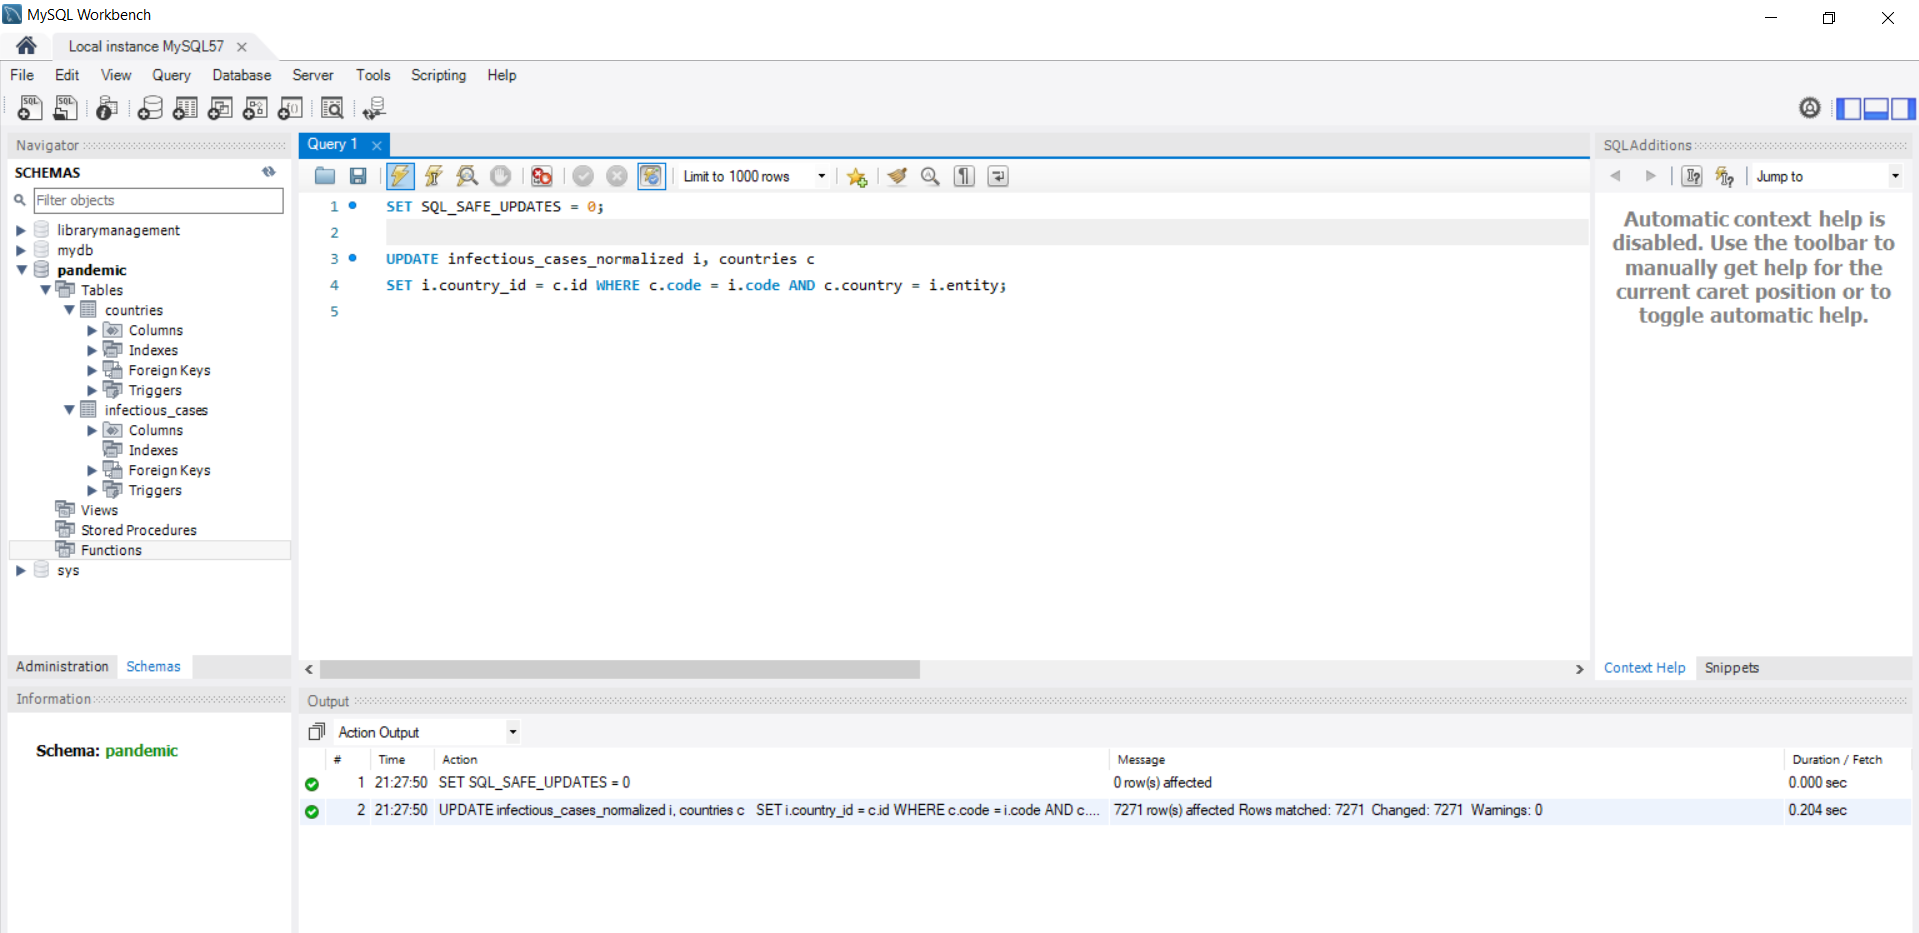 MySQL Workbench
Local instance MySQL57
File Edit View Query Database Server Tools Scripting Help
Navigator
SCHEMAS
Filter objects
librarymanagement
mydb
pandemic
Tables
countries
Columns
Indexes
Foreign Keys
Triggers
infectious_cases
Columns
Indexes
Foreign Keys
Triggers
Views
Stored Procedures
Functions
sys
Administration Schemas
Information
Schema: pandemic
Query 1
Limit to 1000 rows
1 SET SQL_SAFE_UPDATES = 0;
2
3 UPDATE infectious_cases_normalized i, countries c
4 SET i.country_id = c.id WHERE c.code = i.code AND c.country = i.entity;
5
SQLAdditions
Jump to
Automatic context help is
disabled. Use the toolbar to
manually get help for the
current caret position or to
toggle automatic help.
Context Help Snippets
Output
Action Output
# Time Action Message Duration / Fetch
1 21:27:50 SET SQL_SAFE_UPDATES = 0 0 row(s) affected 0.000 sec
2 21:27:50 UPDATE infectious_cases_normalized i, countries c SET i.country_id = c.id WHERE c.code = i.code AND c.... 7271 row(s) affected Rows matched: 7271 Changed: 7271 Warnings: 0 0.204 sec